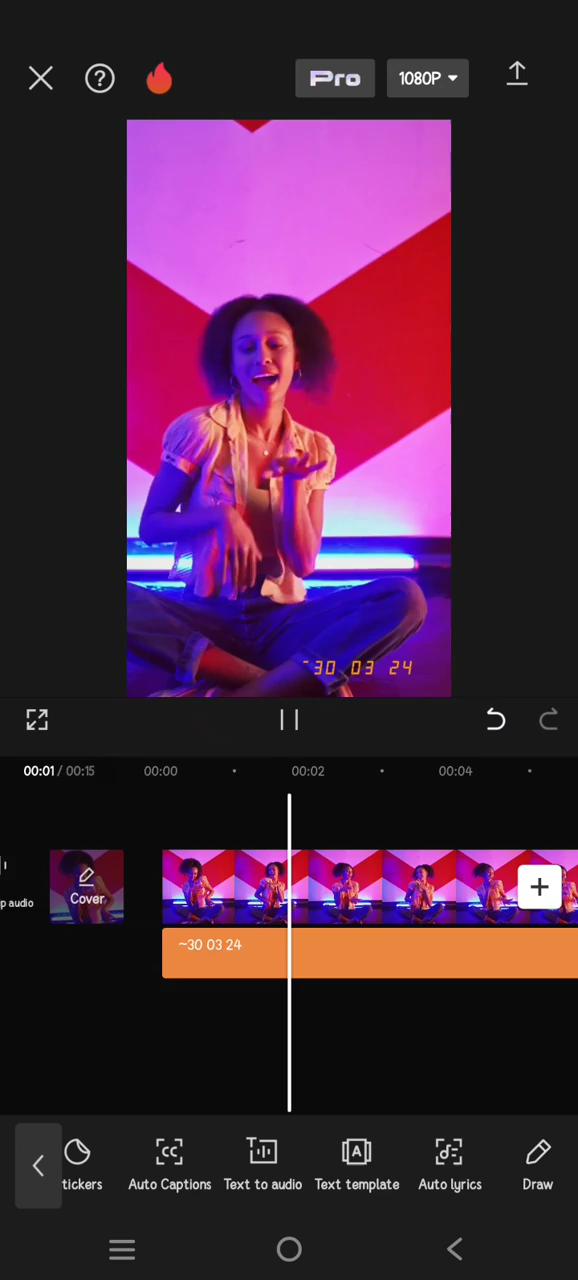 Pro
1080P
~30 03 24
00:01 / 00:15
00:00
00:02
00:04
p audio
Cover
~30 03 24
tickers
Auto Captions
Text to audio
Text template
Auto lyrics
Draw